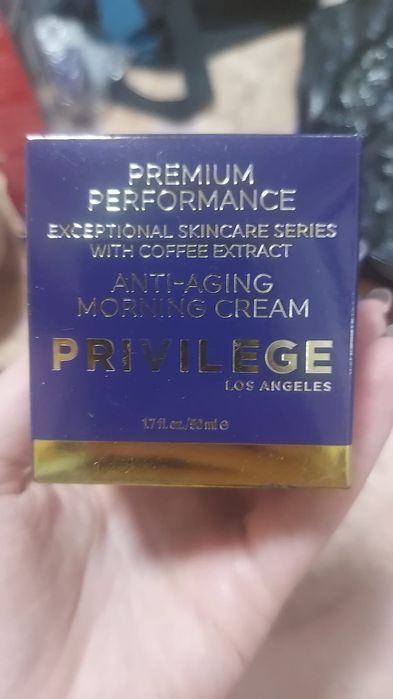 PREMIUM
PERFORMANCE
EXCEPTIONAL SKINCARE SERIES
WITH COFFEE EXTRACT
ANTI-AGING
MORNING CREAM
PRIVILEGE
LOS ANGELES
1.7 fl. oz./50 ml ℮